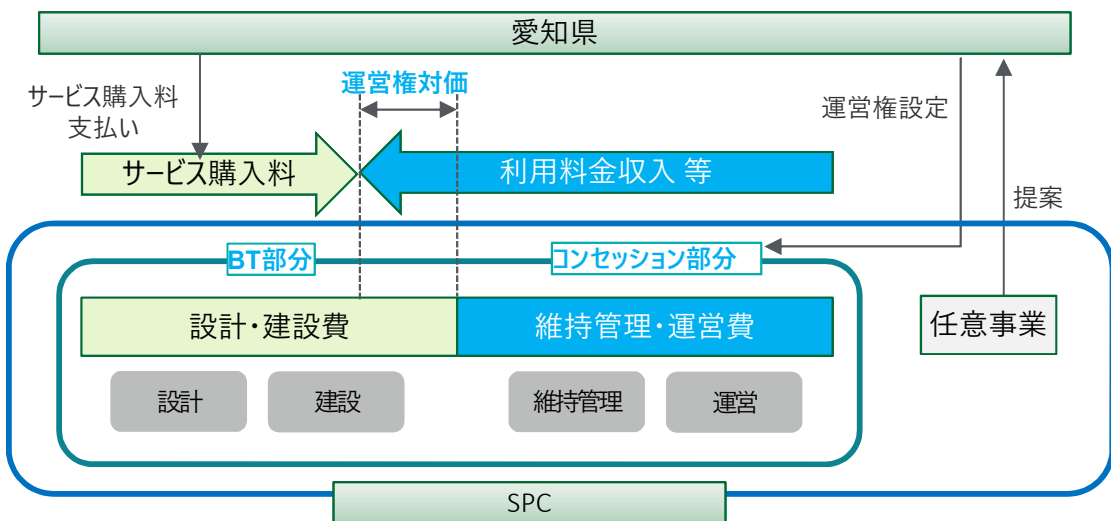 愛知県
運営権対価
サービス購入料
支払い
運営権設定
サービス購入料
利用料金収入 等
提案
BT部分
コンセッション部分
設計・建設費
維持管理・運営費
任意事業
設計
建設
維持管理
運営
SPC